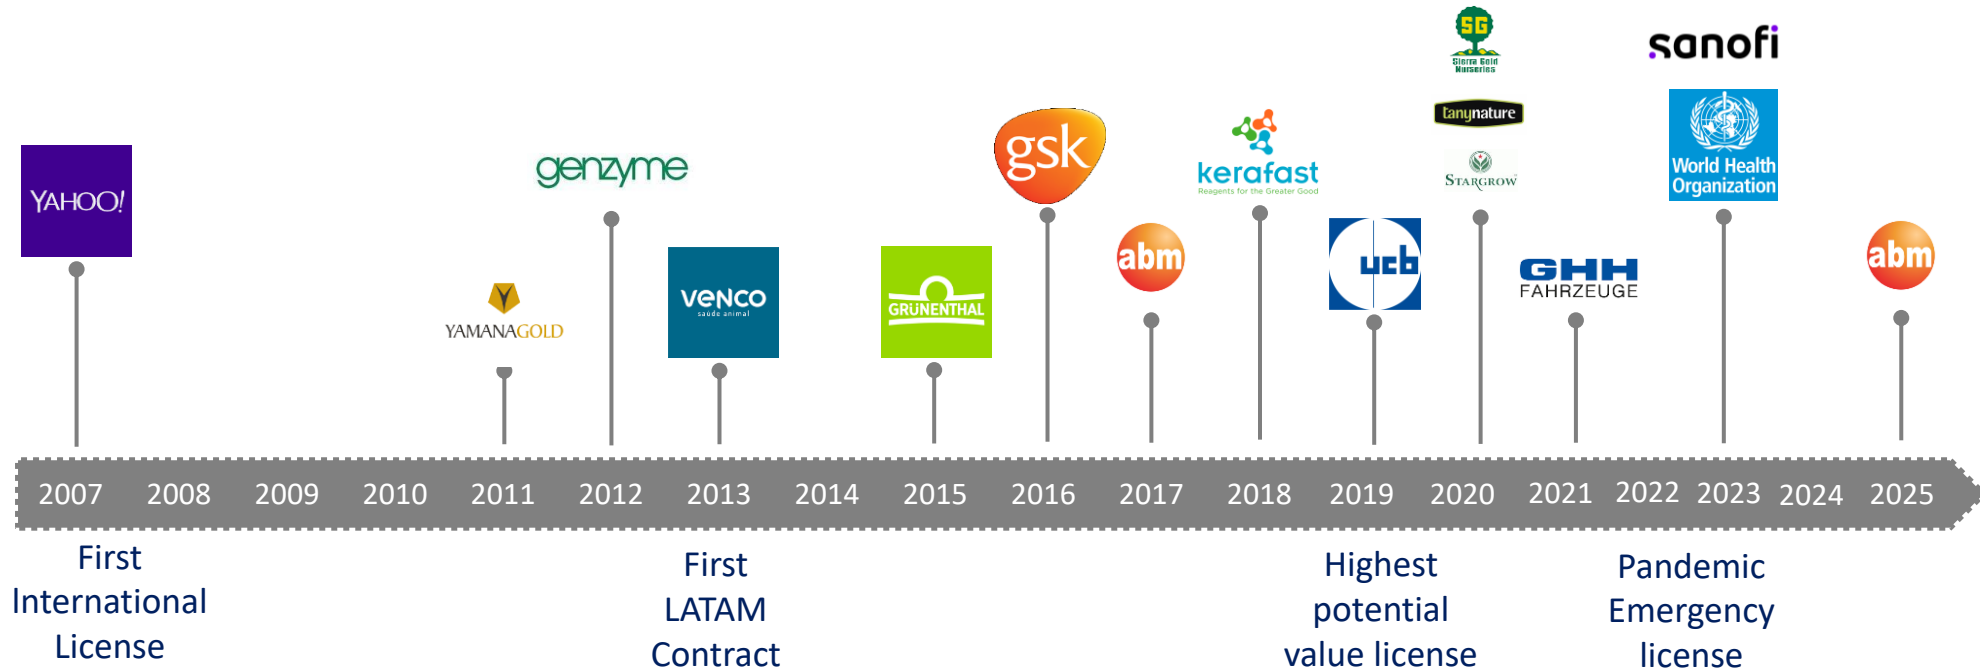 SG
Sierra Gold
Nurseries
sanofi
tanynature
gsk
kerafast
Reagents for the Greater Good
STARGROW
World Health
Organization
YAHOO!
genzyme
abm
ucb
GHH
FAHRZEUGE
abm
YAMANAGOLD
VENCO
saúde animal
GRÜNENTHAL
2007 2008 2009 2010 2011 2012 2013 2014 2015 2016 2017 2018 2019 2020 2021 2022 2023 2024 2025
First
International
License
First
LATAM
Contract
Highest
potential
value license
Pandemic
Emergency
license